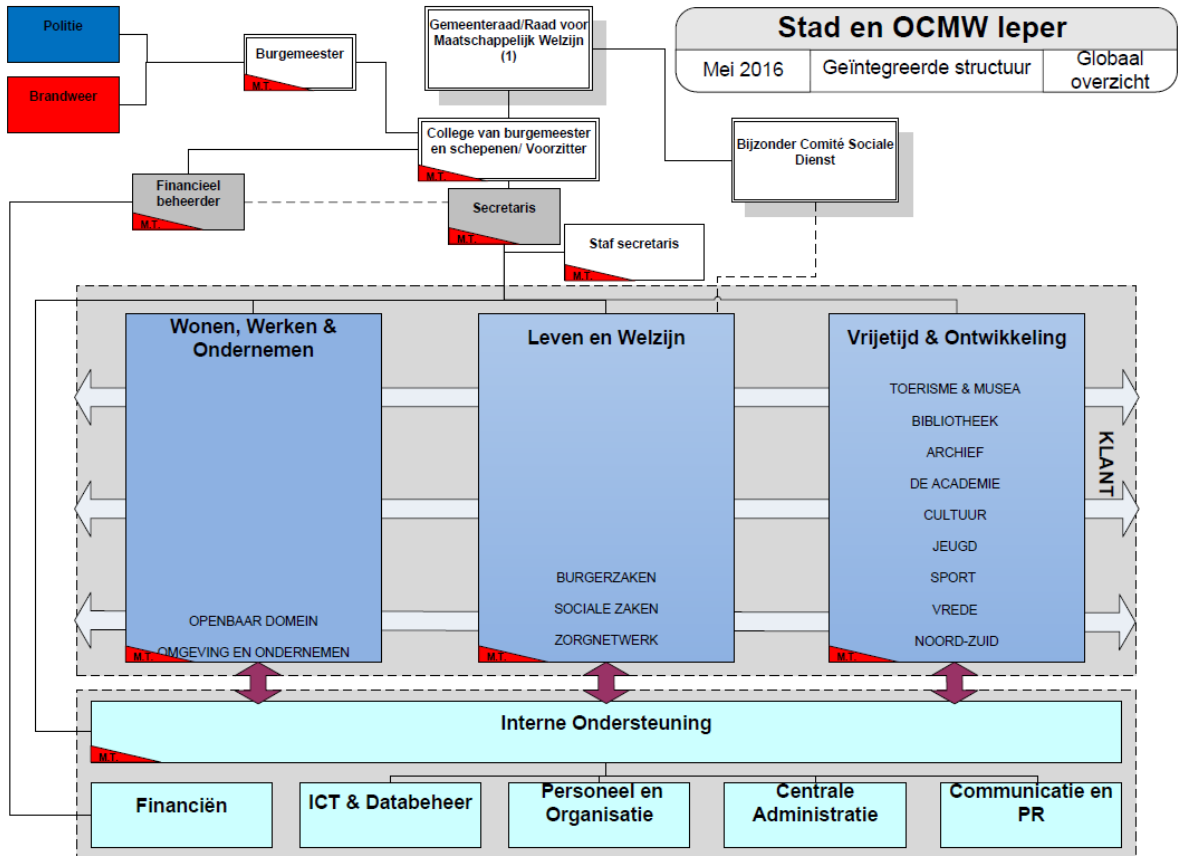 Politie
Brandweer
Burgemeester
M.T.
Gemeenteraad/Raad voor
Maatschappelijk Welzijn
(1)
Stad en OCMW Ieper
Mei 2016
Geïntegreerde structuur
Globaal
overzicht
College van burgemeester
en schepenen/ Voorzitter
M.T.
Bijzonder Comité Sociale
Dienst
Financieel
beheerder
M.T.
Secretaris
M.T.
Staf secretaris
M.T.
Wonen, Werken &
Ondernemen
OPENBAAR DOMEIN
OMGEVING EN ONDERNEMEN
M.T.
Leven en Welzijn
BURGERZAKEN
SOCIALE ZAKEN
ZORGNETWERK
M.T.
Vrijetijd & Ontwikkeling
TOERISME & MUSEA
BIBLIOTHEEK
ARCHIEF
DE ACADEMIE
CULTUUR
JEUGD
SPORT
VREDE
NOORD-ZUID
M.T.
KLANT
Interne Ondersteuning
M.T.
Financiën
ICT & Databeheer
Personeel en
Organisatie
Centrale
Administratie
Communicatie en
PR